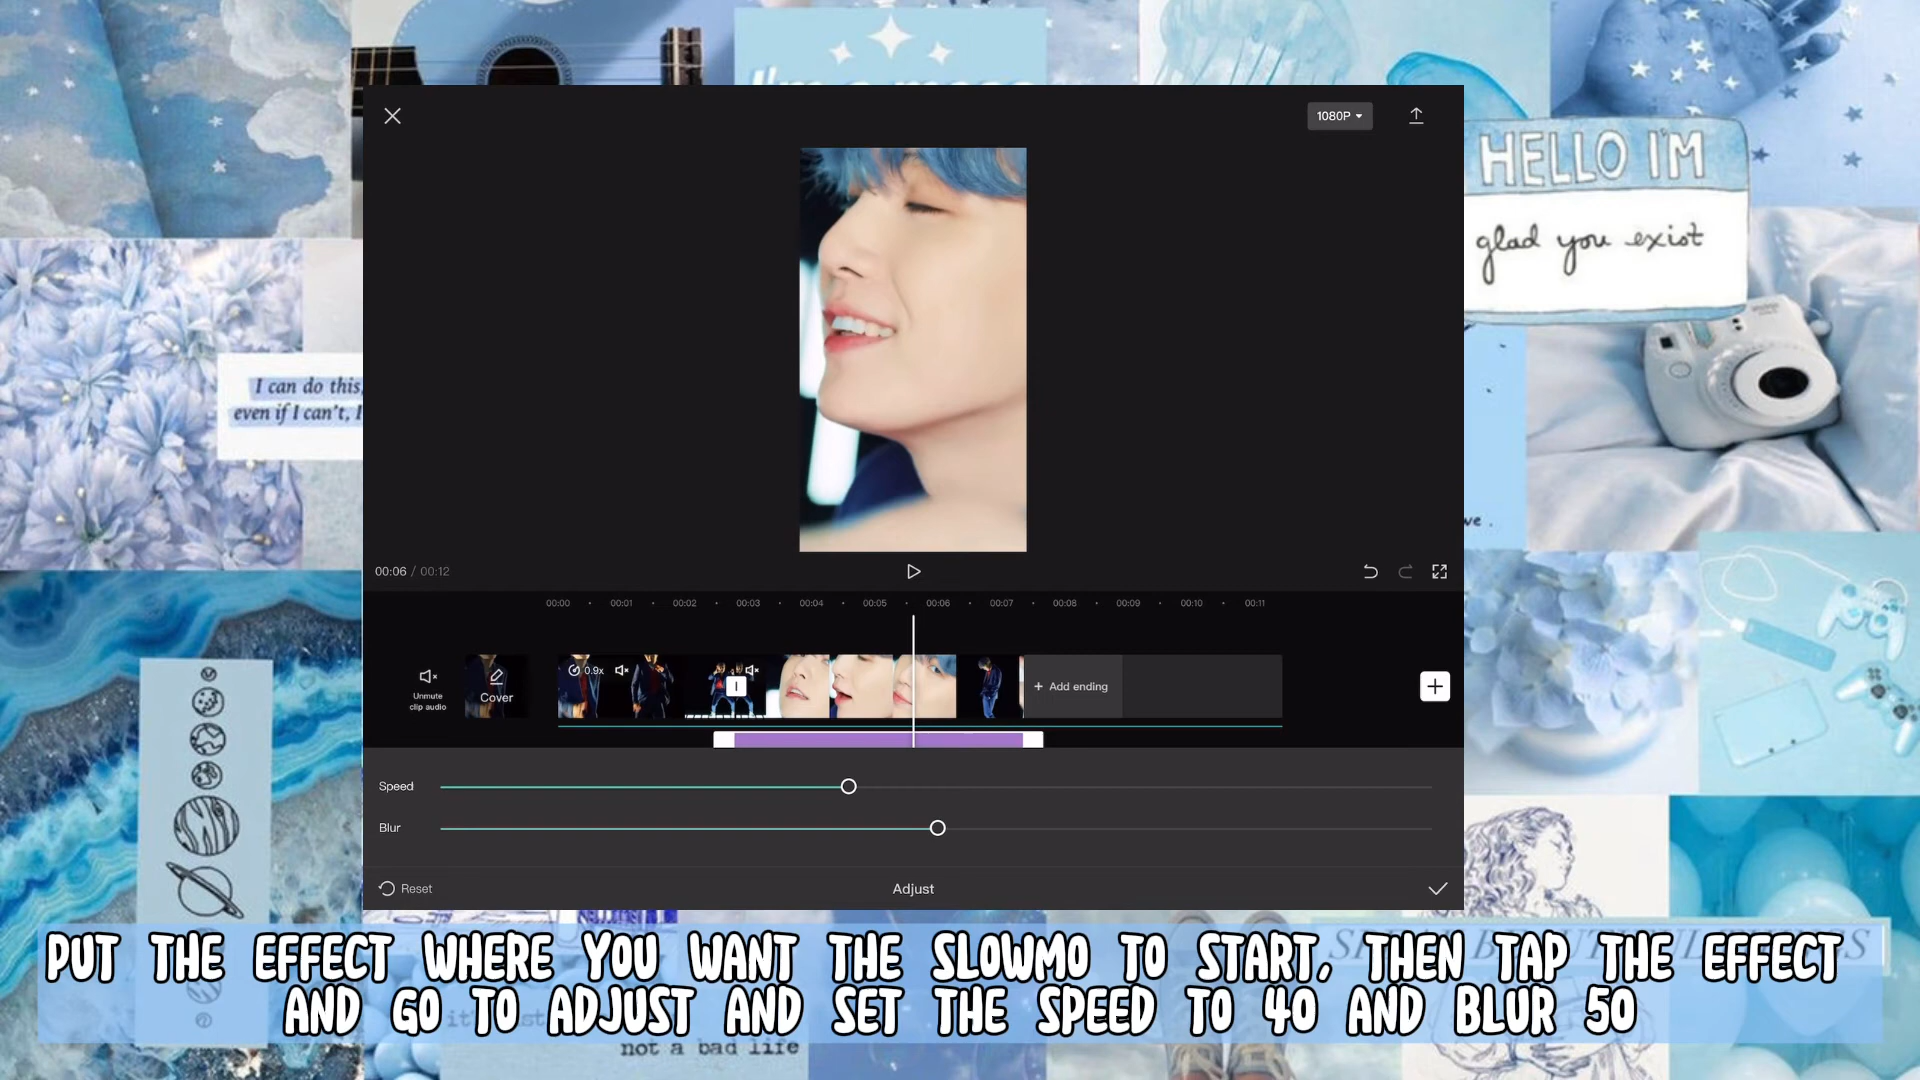 HELLO I'M
glad you exist
1080P
I can do this,
even if I can't, I
we.
00:06 / 00:12
00:00 00:01 00:02 00:03 00:04 00:05 00:06 00:07 00:08 00:09 00:10 00:11
0.9x
Unmute
clip audio
Cover
+ Add ending
Speed
Blur
Reset
Adjust
PUT THE EFFECT WHERE YOU WANT THE SLOWMO TO START, THEN TAP THE EFFECT
AND GO TO ADJUST AND SET THE SPEED TO 40 AND BLUR 50
not a bad life